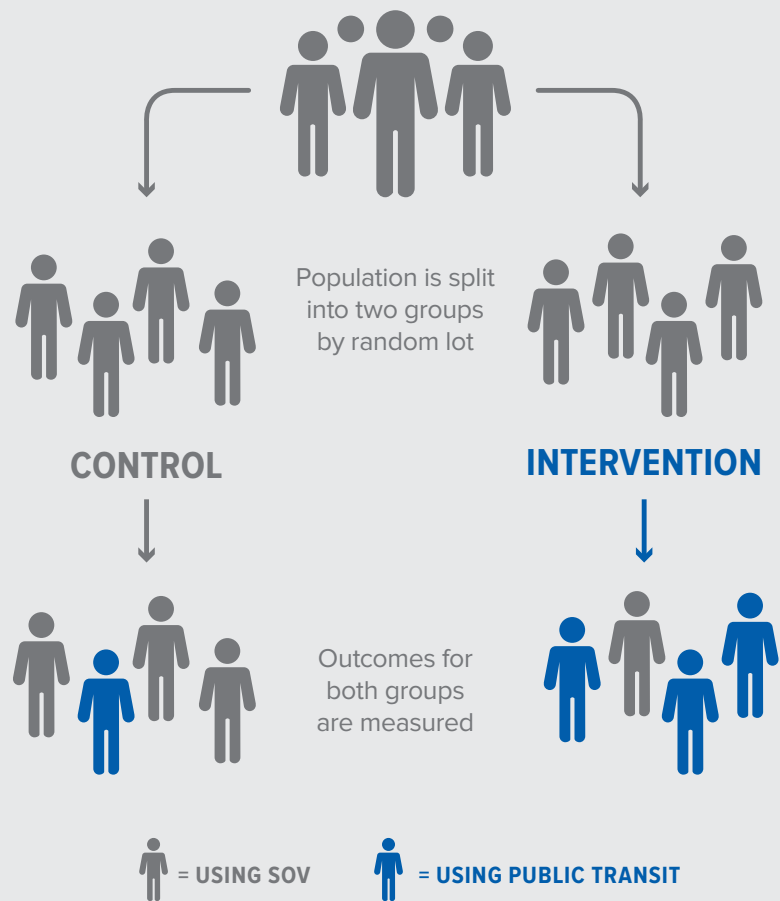 Population is split
into two groups
by random lot
CONTROL
INTERVENTION
Outcomes for
both groups
are measured
= USING SOV
= USING PUBLIC TRANSIT